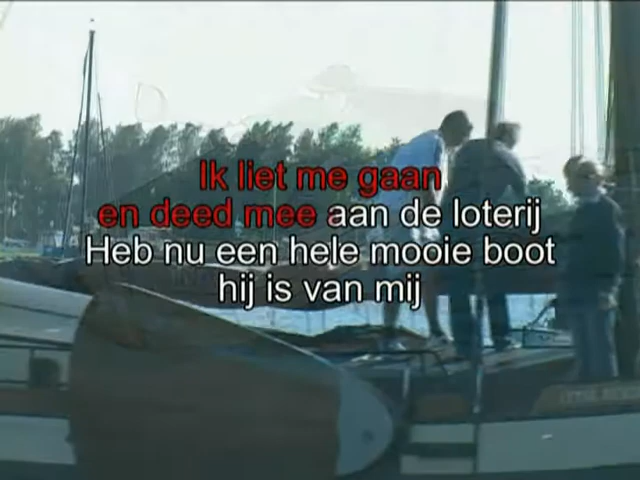 Ik liet me gaan
en deed mee aan de loterij
Heb nu een hele mooie boot
hij is van mij